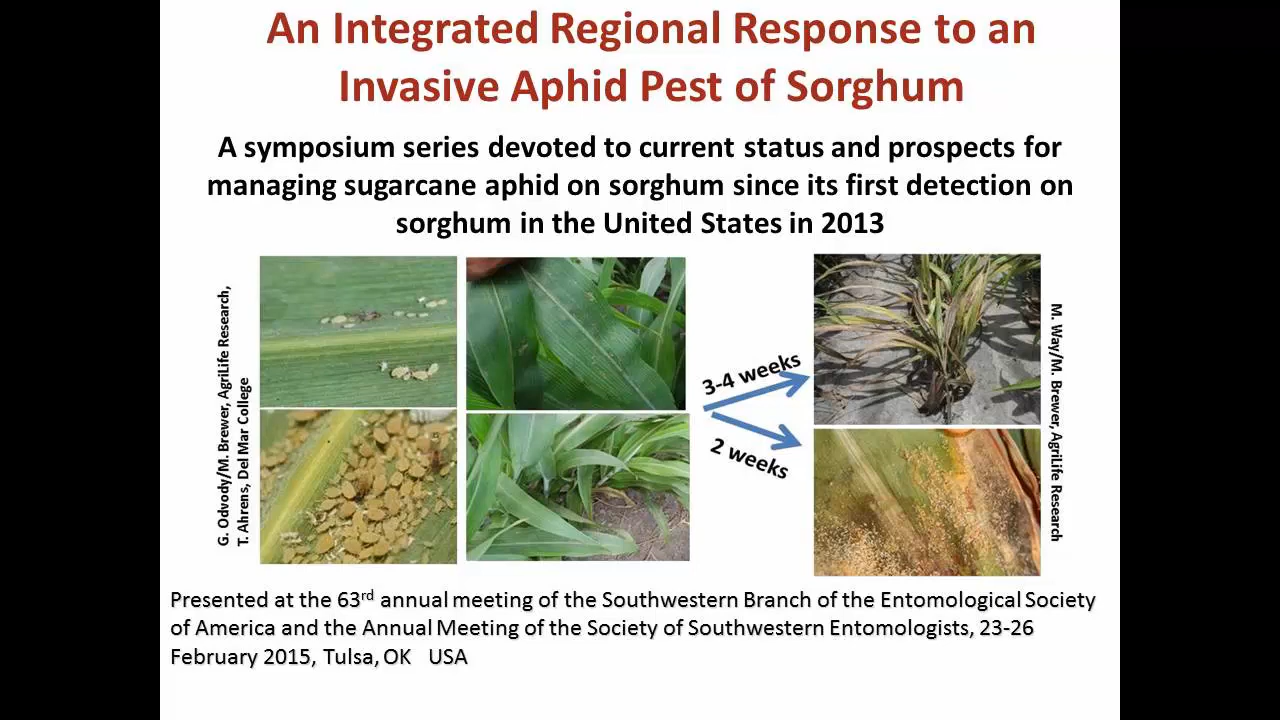 An Integrated Regional Response to an
Invasive Aphid Pest of Sorghum
A symposium series devoted to current status and prospects for
managing sugarcane aphid on sorghum since its first detection on
sorghum in the United States in 2013
G. Odvody/M. Brewer, AgriLife Research,
T. Ahrens, Del Mar College
3-4 weeks
2 weeks
M. Way/M. Brewer, AgriLife Research
Presented at the 63rd annual meeting of the Southwestern Branch of the Entomological Society
of America and the Annual Meeting of the Society of Southwestern Entomologists, 23-26
February 2015, Tulsa, OK USA